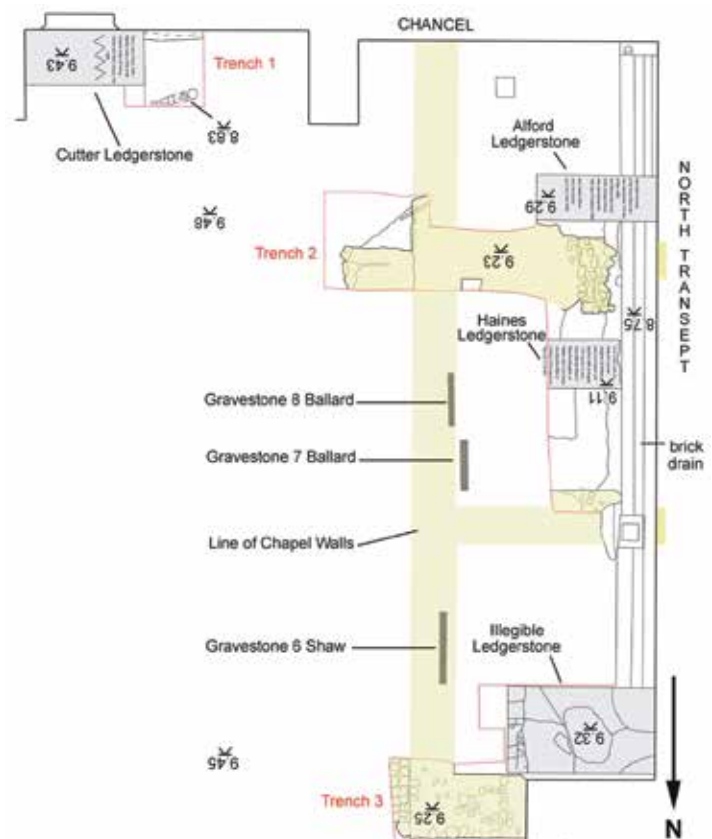 CHANCEL
9.43
Trench 1
8.83
Cutter Ledgerstone
Alford
Ledgerstone
9.29
9.48
NORTH TRANSEPT
Trench 2
9.23
8.75
Haines
Ledgerstone
9.11
Gravestone 8 Ballard
Gravestone 7 Ballard
brick
drain
Line of Chapel Walls
Gravestone 6 Shaw
Illegible
Ledgerstone
9.32
9.45
Trench 3
9.25
N